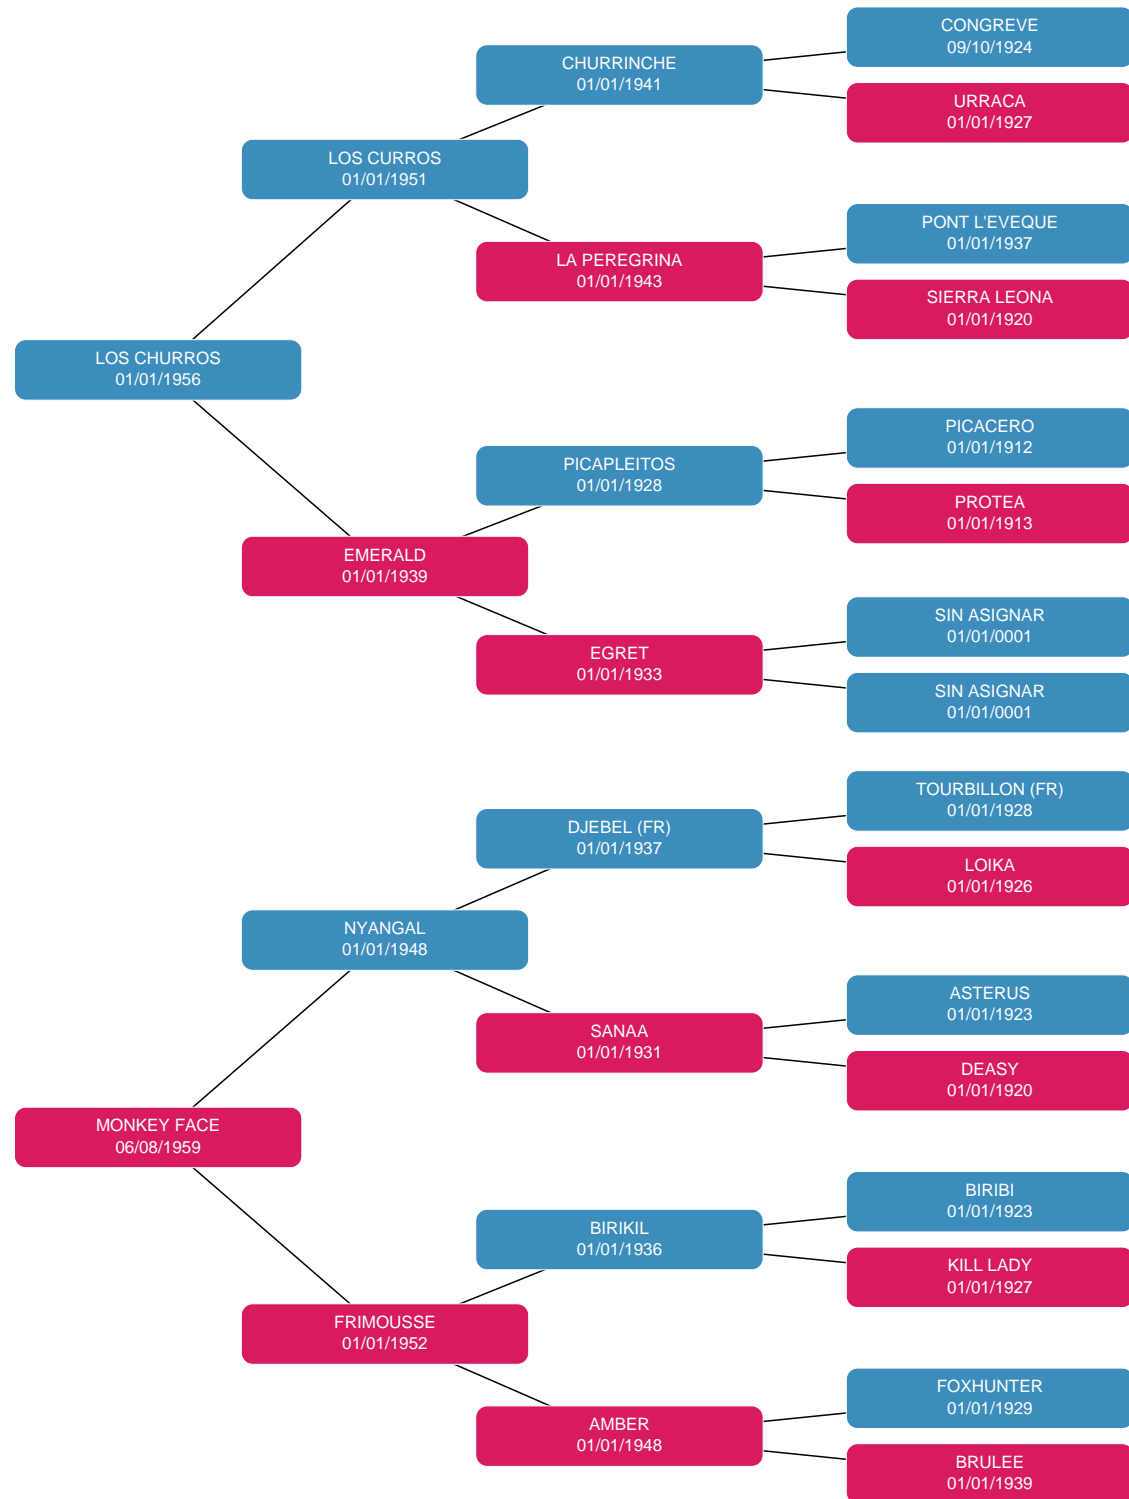 CONGREVE
09/10/1924
CHURRINCHE
01/01/1941
URRACA
01/01/1927
LOS CURROS
01/01/1951
PONT L'EVEQUE
01/01/1937
LA PEREGRINA
01/01/1943
SIERRA LEONA
01/01/1920
LOS CHURROS
01/01/1956
PICACERO
01/01/1912
PICAPLEITOS
01/01/1928
PROTEA
01/01/1913
EMERALD
01/01/1939
SIN ASIGNAR
01/01/0001
EGRET
01/01/1933
SIN ASIGNAR
01/01/0001
TOURBILLON (FR)
01/01/1928
DJEBEL (FR)
01/01/1937
LOIKA
01/01/1926
NYANGAL
01/01/1948
ASTERUS
01/01/1923
SANAA
01/01/1931
DEASY
01/01/1920
MONKEY FACE
06/08/1959
BIRIBI
01/01/1923
BIRIKIL
01/01/1936
KILL LADY
01/01/1927
FRIMOUSSE
01/01/1952
FOXHUNTER
01/01/1929
AMBER
01/01/1948
BRULEE
01/01/1939